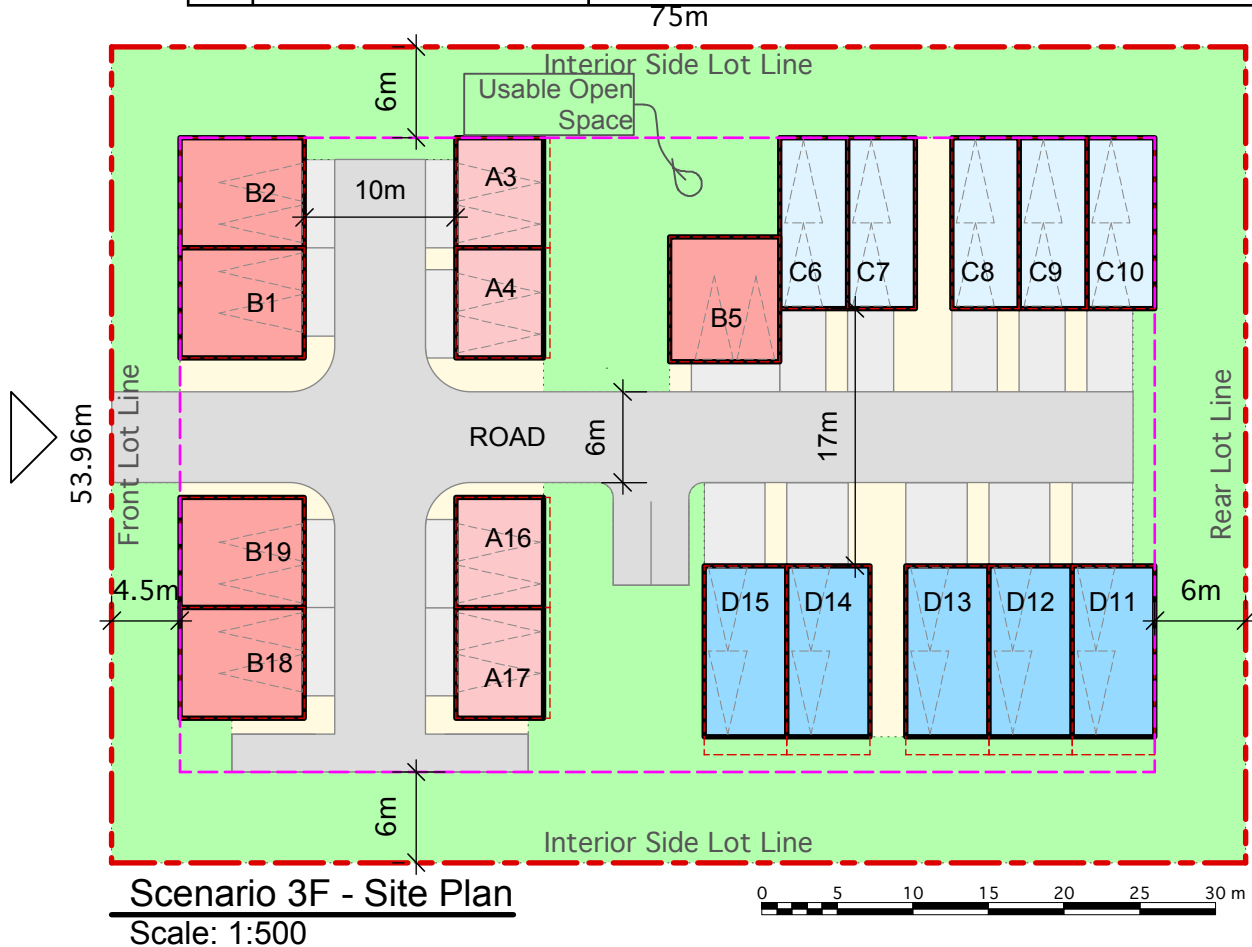 75m
Interior Side Lot Line
6m
Usable Open
Space
B2
10m
A3
B1
A4
C6
C7
C8
C9
C10
B5
53.96m
Front Lot Line
ROAD
6m
17m
Rear Lot Line
B19
A16
4.5m
D15
D14
D13
D12
D11
6m
B18
A17
6m
Interior Side Lot Line
Scenario 3F - Site Plan
Scale: 1:500
0 5 10 15 20 25 30 m